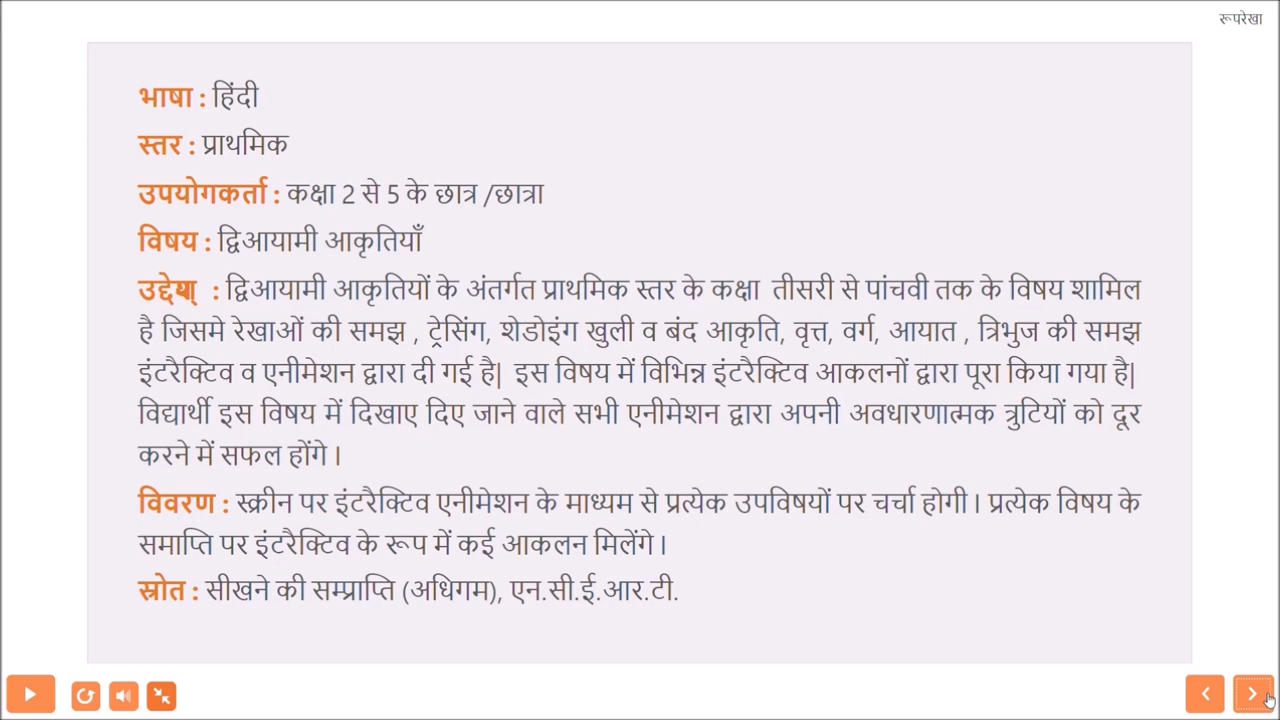 रूपरेखा
भाषा : हिंदी
स्तर : प्राथमिक
उपयोगकर्ता : कक्षा 2 से 5 के छात्र /छात्रा
विषय : द्विआयामी आकृतियाँ
: द्विआयामी आकृतियों के अंतर्गत प्राथमिक स्तर के कक्षा तीसरी से पांचवी तक के विषय शामिल
है जिसमे रेखाओं की समझ , ट्रेसिंग, शेडोइंग खुली व बंद आकृति, वृत्त, वर्ग, आयात , त्रिभुज की समझ
इंटरैक्टिव व एनीमेशन द्वारा दी गई है| इस विषय में विभिन्न इंटरैक्टिव आकलनों द्वारा पूरा किया गया है|
विद्यार्थी इस विषय में दिखाए दिए जाने वाले सभी एनीमेशन द्वारा अपनी अवधारणात्मक त्रुटियों को दूर
करने में सफल होंगे ।
विवरण : स्क्रीन पर इंटरैक्टिव एनीमेशन के माध्यम से प्रत्येक उपविषयों पर चर्चा होगी । प्रत्येक विषय के
समाप्ति पर इंटरैक्टिव के रूप में कई आकलन मिलेंगे ।
स्रोत : सीखने की सम्प्राप्ति (अधिगम), एन.सी.ई.आर.टी.